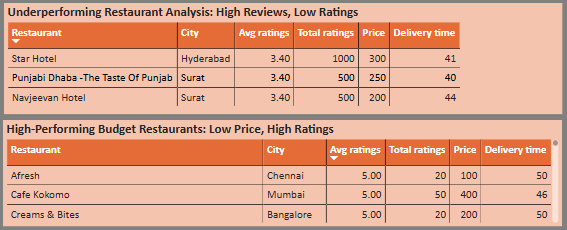 Underperforming Restaurant Analysis: High Reviews, Low Ratings
Restaurant City Avg ratings Total ratings Price Delivery time
Star Hotel Hyderabad 3.40 1000 300 41
Punjabi Dhaba -The Taste Of Punjab Surat 3.40 500 250 40
Navjeevan Hotel Surat 3.40 500 200 44
High-Performing Budget Restaurants: Low Price, High Ratings
Restaurant City Avg ratings Total ratings Price Delivery time
Afresh Chennai 5.00 20 100 50
Cafe Kokomo Mumbai 5.00 50 400 46
Creams & Bites Bangalore 5.00 20 200 50